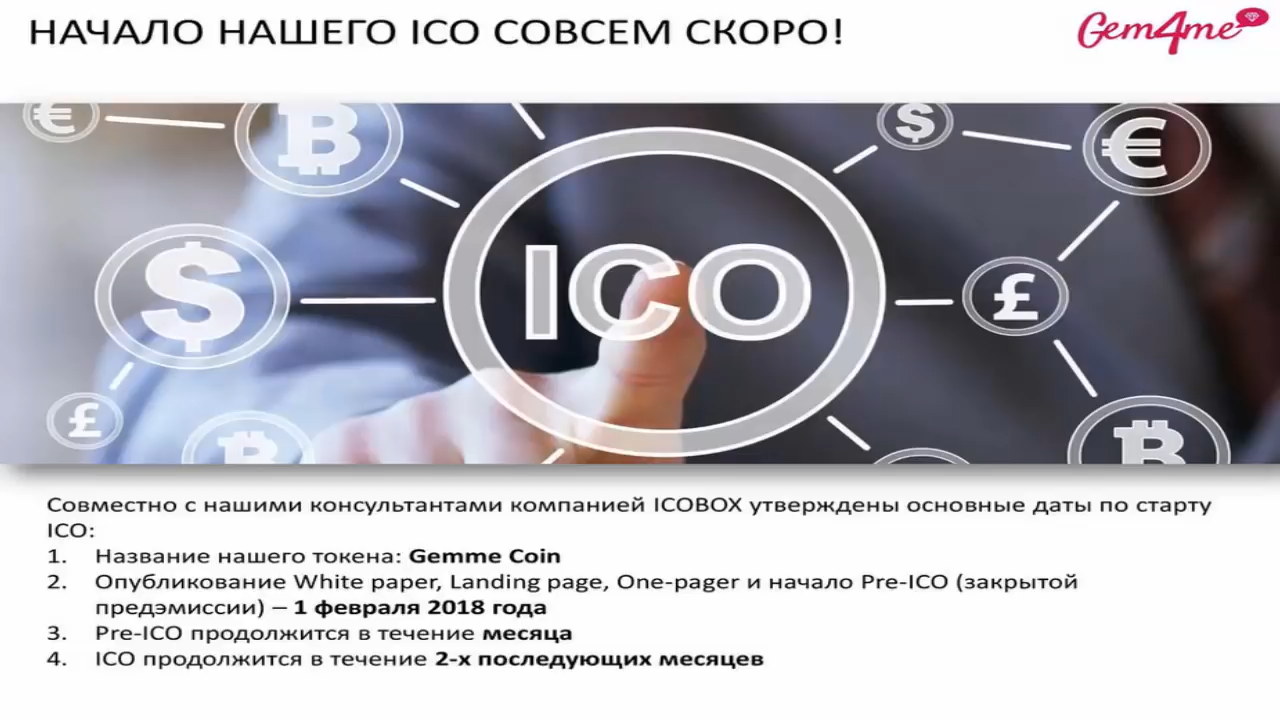 НАЧАЛО НАШЕГО ICO СОВСЕМ СКОРО!
Gem4me
ICO
Совместно с нашими консультантами компанией ICOBOX утверждены основные даты по старту
ICO:
1. Название нашего токена: Gemme Coin
2. Опубликование White paper, Landing page, One-pager и начало Pre-ICO (закрытой
предэмиссии) – 1 февраля 2018 года
3. Pre-ICO продолжится в течение месяца
4. ICO продолжится в течение 2-х последующих месяцев